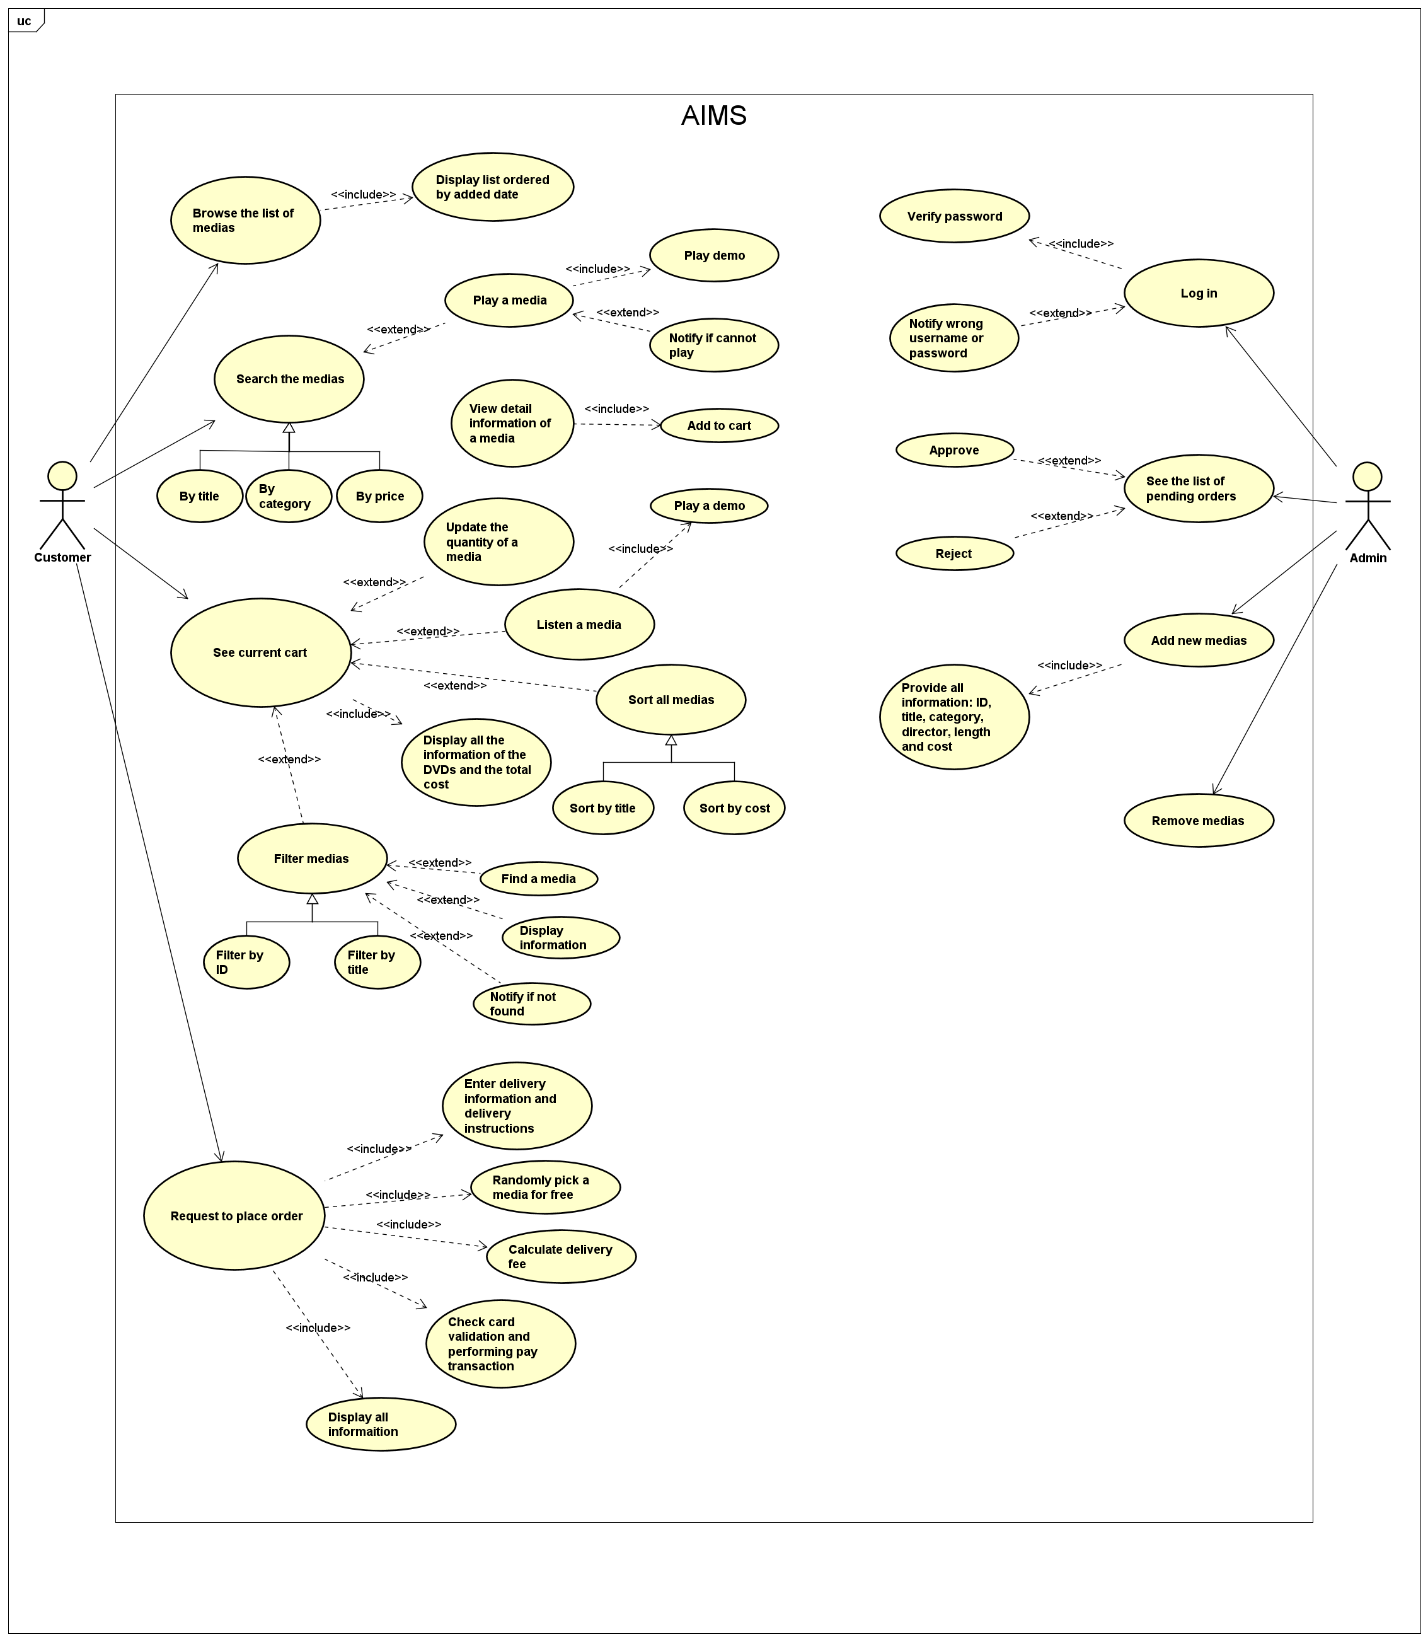 uc
AIMS
Browse the list of
medias
<<include>>
Display list ordered
by added date
Verify password
<<include>>
Log in
Play demo
<<include>>
Play a media
<<extend>>
Notify if cannot
play
<<extend>>
Notify wrong
username or
password
<<extend>>
Search the medias
View detail
information of
a media
<<include>>
Add to cart
By title
By
category
By price
Approve
<<extend>>
See the list of
pending orders
<<extend>>
Reject
Customer
Admin
Play a demo
<<include>>
Update the
quantity of a
media
<<extend>>
Listen a media
<<extend>>
See current cart
Add new medias
<<include>>
Provide all
information: ID,
title, category,
director, length
and cost
<<extend>>
Sort all medias
<<include>>
Display all the
information of the
DVDs and the total
cost
Sort by title
Sort by cost
Remove medias
<<extend>>
Filter medias
<<extend>>
Find a media
<<extend>>
Display
information
<<extend>>
Notify if not
found
Filter by
ID
Filter by
title
Enter delivery
information and
delivery
instructions
<<include>>
Randomly pick a
media for free
<<include>>
Request to place order
<<include>>
Calculate delivery
fee
<<include>>
Check card
validation and
performing pay
transaction
<<include>>
Display all
informaition